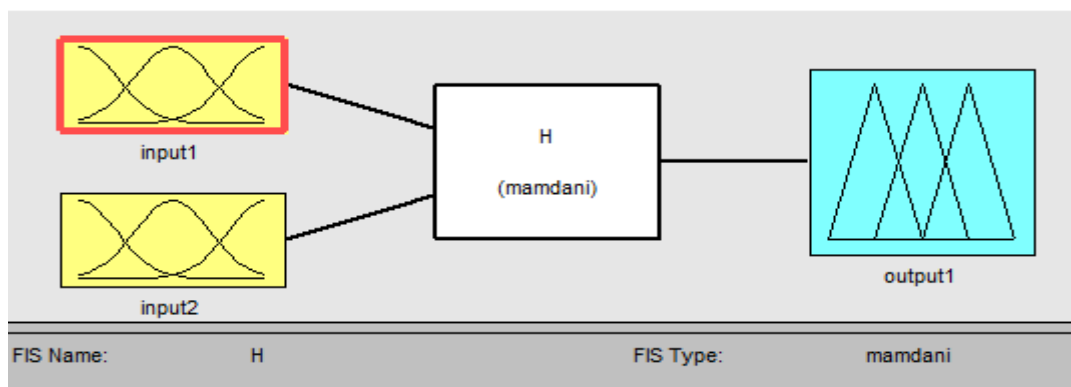 input1
H
(mamdani)
input2
output1
FIS Name: H FIS Type: mamdani